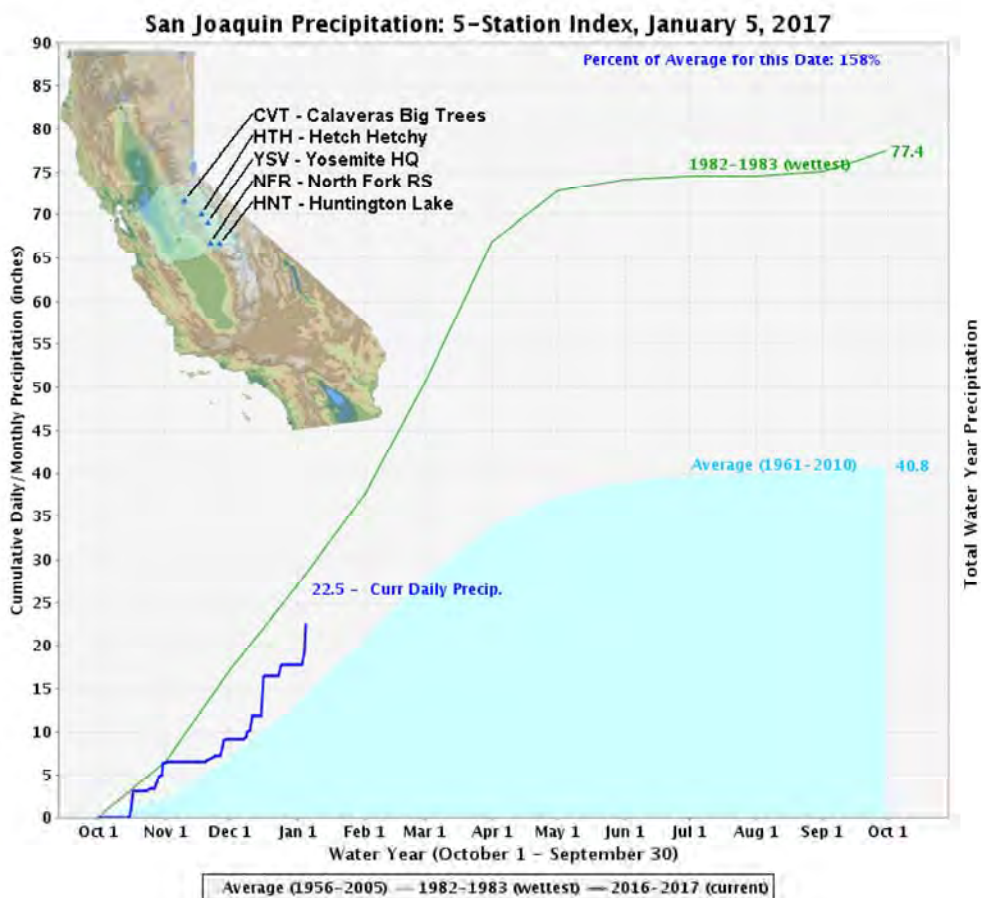 San Joaquin Precipitation: 5-Station Index, January 5, 2017
Percent of Average for this Date: 158%
90
85
80
75
70
65
60
55
50
45
40
35
30
25
20
15
10
5
0
Cumulative Daily/Monthly Precipitation (inches)
CVT - Calaveras Big Trees
HTH - Hetch Hetchy
YSV - Yosemite HQ
NFR - North Fork RS
HNT - Huntington Lake
1982-1983 (wettest)
77.4
Average (1961-2010)
40.8
22.5 - Curr Daily Precip.
Total Water Year Precipitation
Oct 1 Nov 1 Dec 1 Jan 1 Feb 1 Mar 1 Apr 1 May 1 Jun 1 Jul 1 Aug 1 Sep 1 Oct 1
Water Year (October 1 - September 30)
Average (1956-2005) — 1982-1983 (wettest) — 2016-2017 (current)